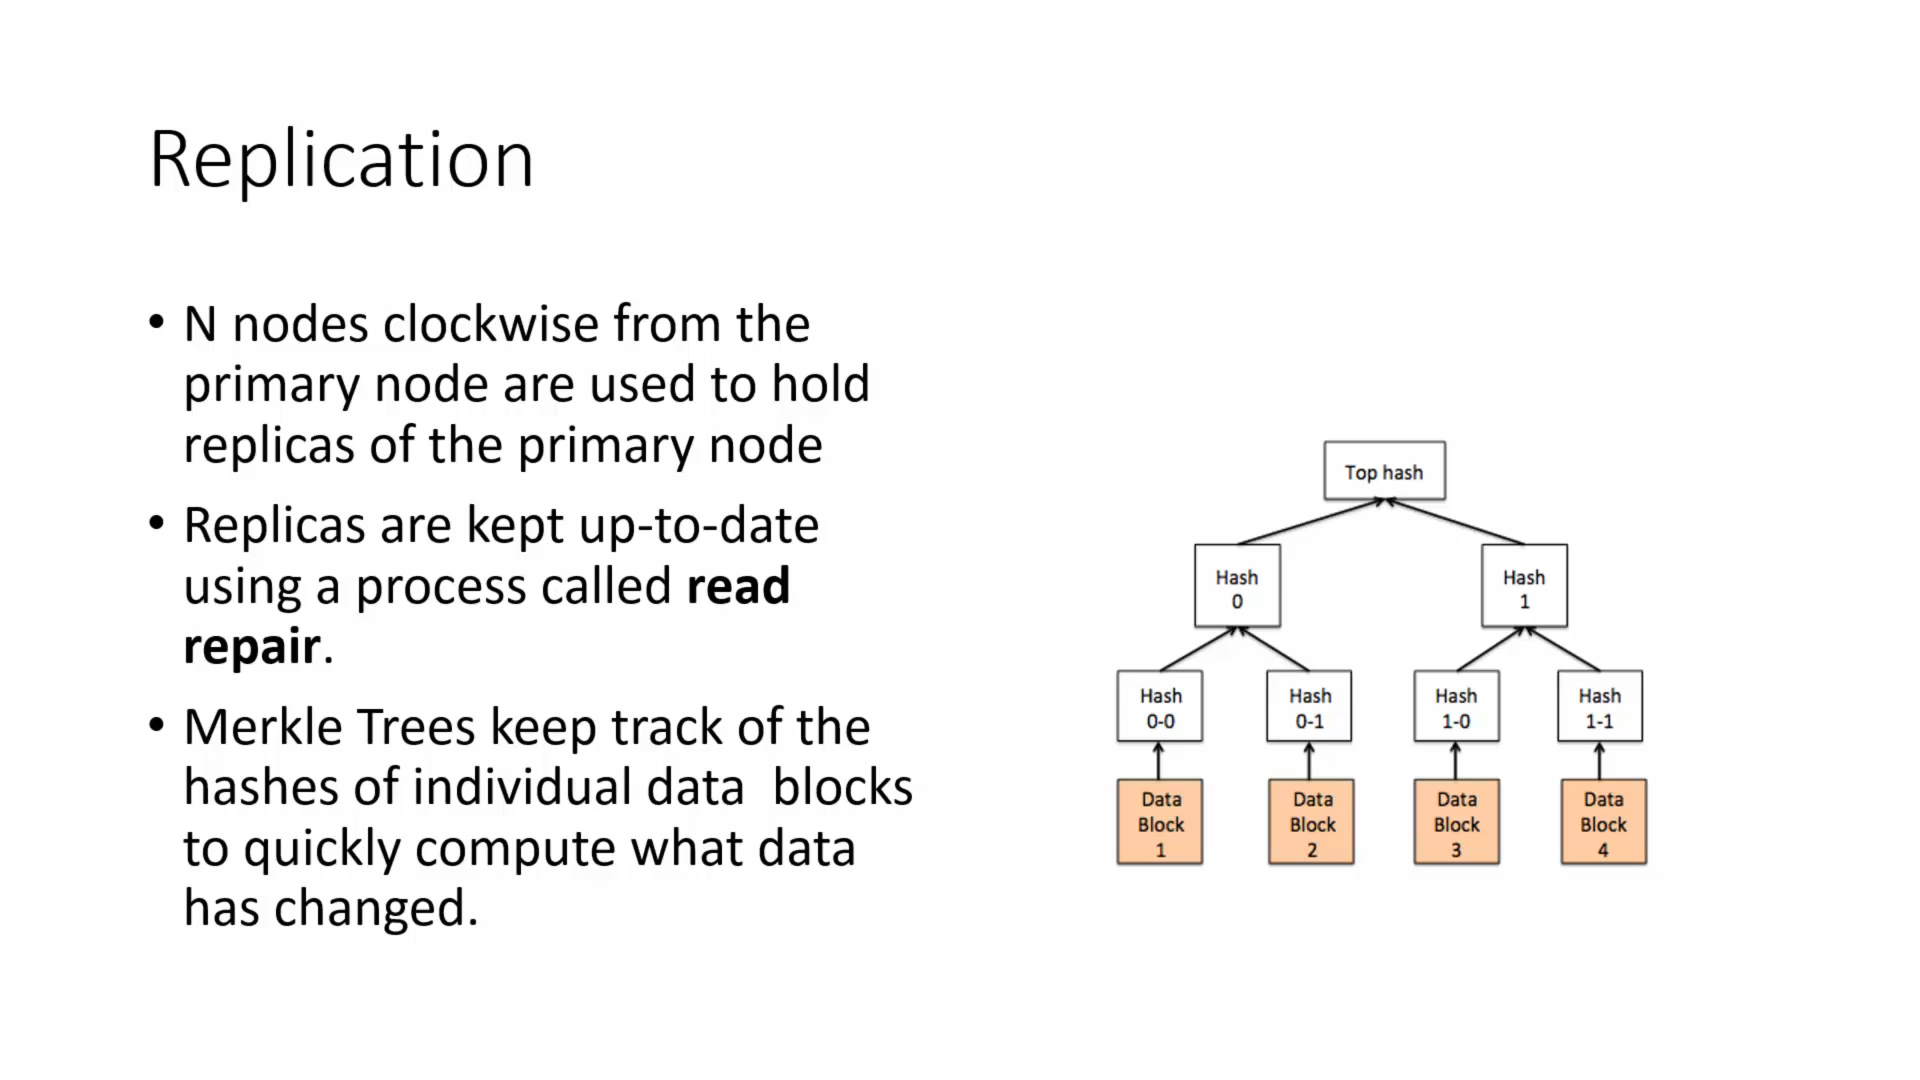 Replication
• N nodes clockwise from the
primary node are used to hold
replicas of the primary node
• Replicas are kept up-to-date
using a process called read
repair.
• Merkle Trees keep track of the
hashes of individual data  blocks
to quickly compute what data
has changed.
Top hash
Hash
0
Hash
1
Hash
0-0
Hash
0-1
Hash
1-0
Hash
1-1
Data
Block
1
Data
Block
2
Data
Block
3
Data
Block
4